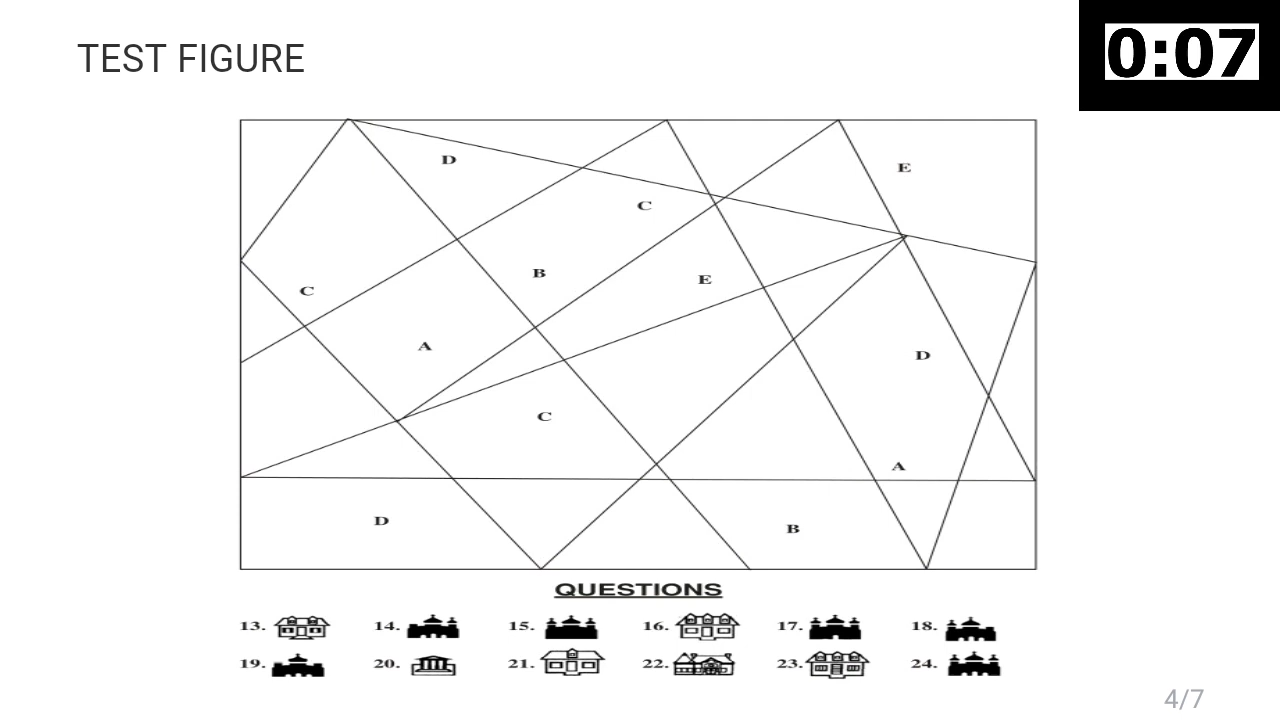 TEST FIGURE
0:07
D
E
C
B
E
C
A
D
C
A
D
B
QUESTIONS
13. 14. 15. 16. 17. 18.
19. 20. 21. 22. 23. 24.
4/7